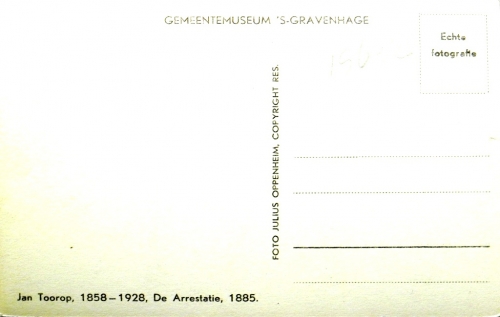 GEMEENTEMUSEUM 'S-GRAVENHAGE
Echte
fotografie
FOTO JULIUS OPPENHEIM, COPYRIGHT RES.
Jan Toorop, 1858–1928, De Arrestatie, 1885.